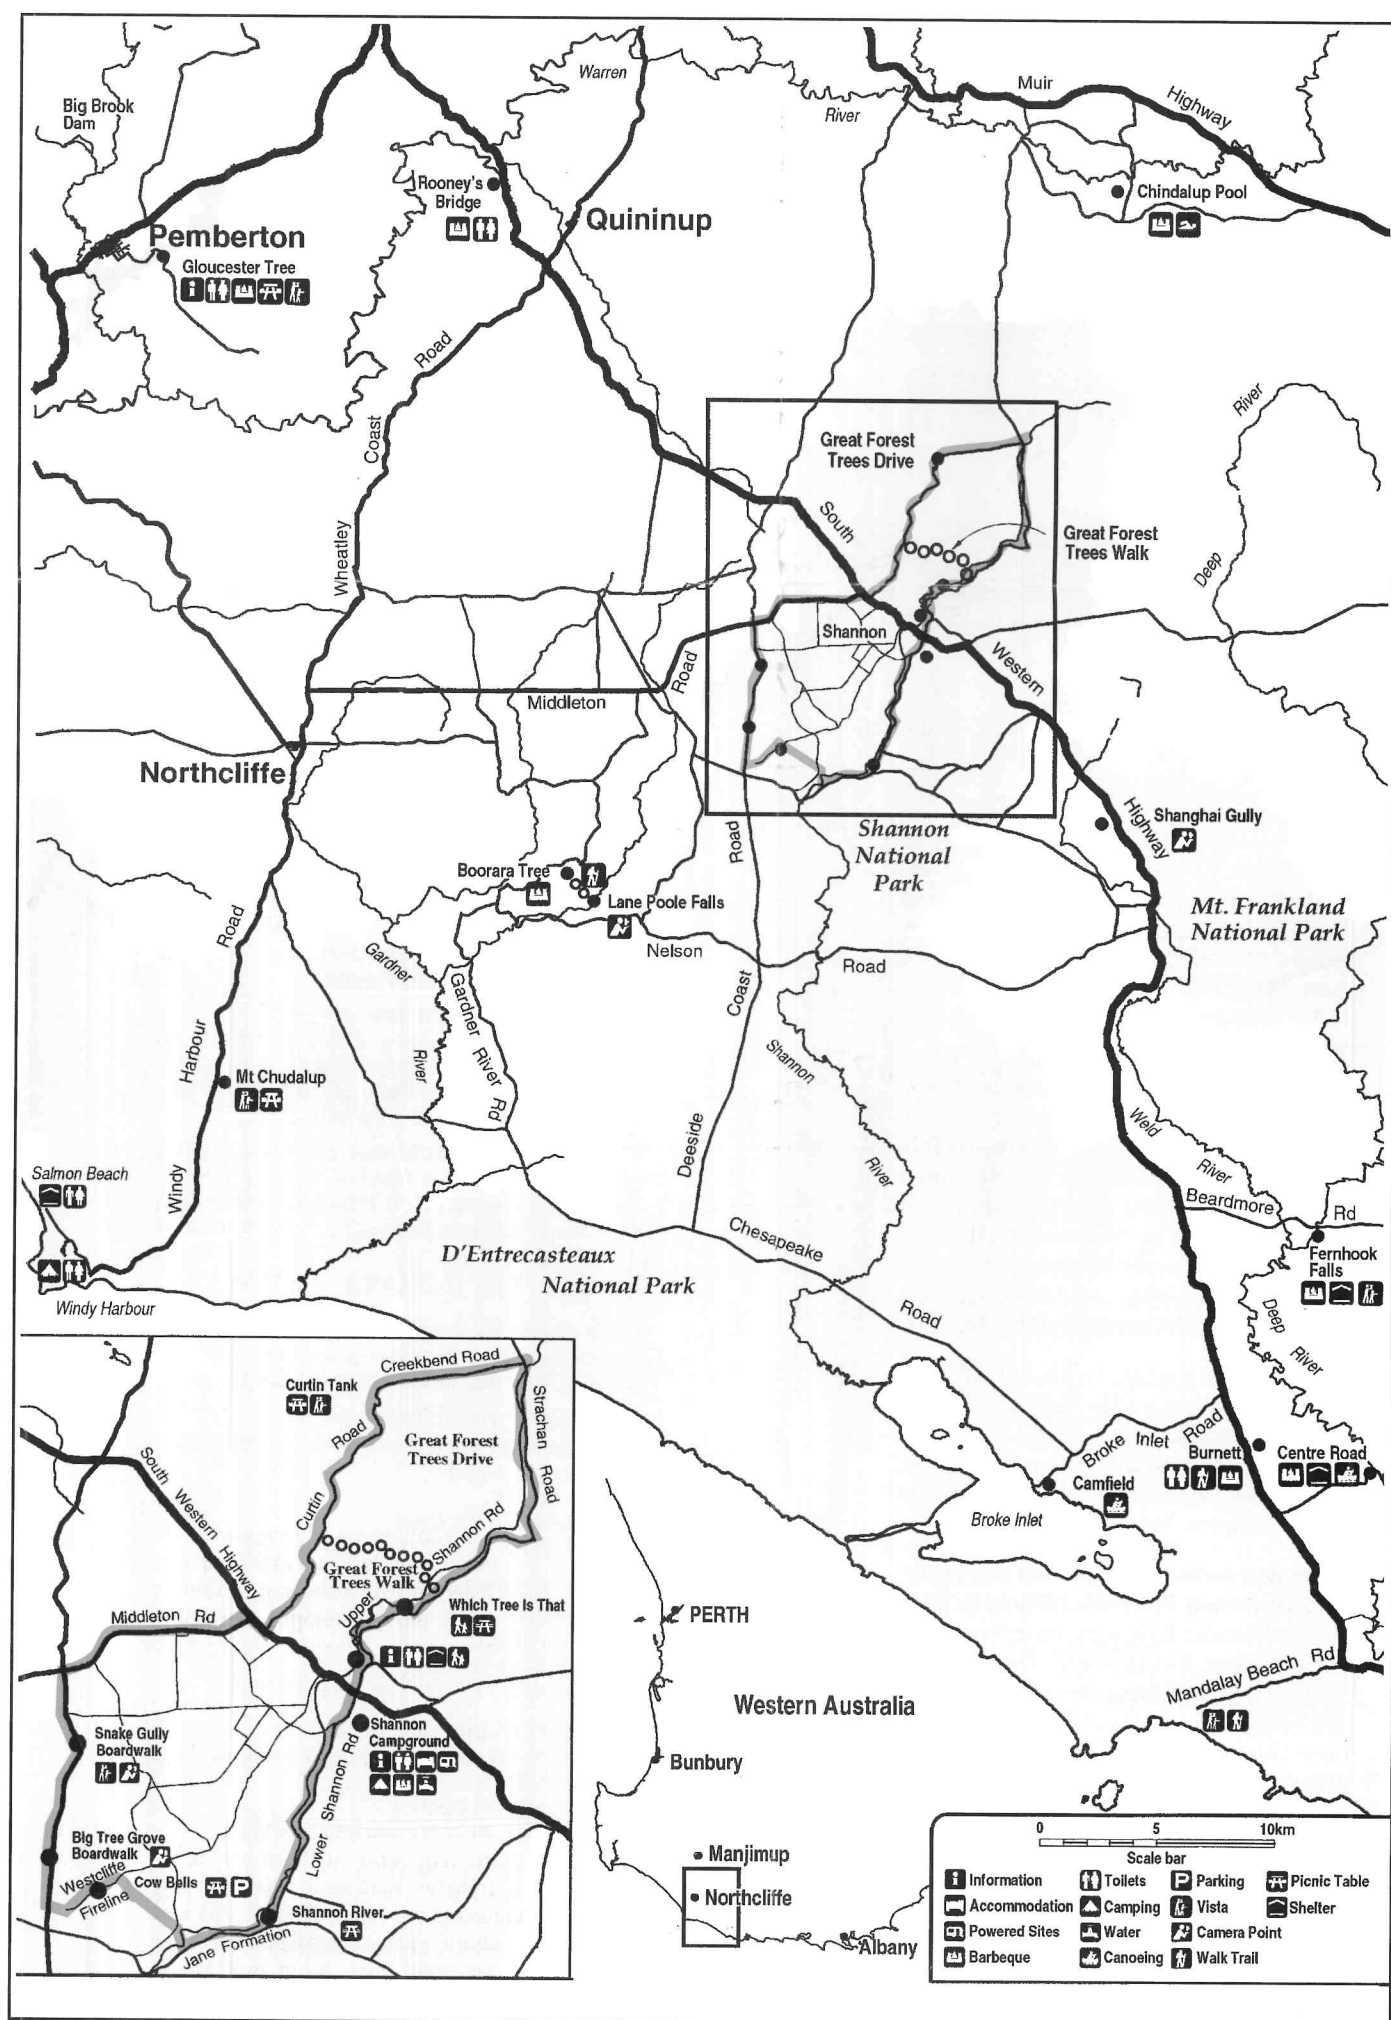 Warren
River
Muir
Highway
Big Brook
Dam
Rooney's
Bridge
Quininup
Chindalup Pool
Pemberton
Gloucester Tree
Road
Coast
Wheatley
Great Forest
Trees Drive
South
Great Forest
Trees Walk
River
Deep
Shannon
Western
Road
Middleton
Northcliffe
Highway
Shanghai Gully
Shannon
National
Park
Road
Boorara Tree
Lane Poole Falls
Mt. Frankland
National Park
Road
Gardner
Nelson
Road
Gardner River Rd
Coast
Harbour
River
Shannon
Mt Chudalup
Deeside
River
Weld
River
Salmon Beach
Windy
Beardmore
Rd
Chesapeake
D'Entrecasteaux
National Park
Fernhook
Falls
Windy Harbour
Road
Deep
River
Creekbend Road
Curtin Tank
Strachan
Road
Road
Great Forest
Trees Drive
South
Western
Highway
Curtin
Shannon Rd
Great Forest
Trees Walk
Upper
Which Tree Is That
Middleton Rd
Snake Gully
Boardwalk
Shannon
Campground
Lower Shannon Rd
Big Tree Grove
Boardwalk
Westcliffe
Fireline
Cow Bells
P
Shannon River
Jane Formation
Broke Inlet Road
Burnett
Centre Road
Camfield
Broke Inlet
PERTH
Mandalay Beach Rd
Western Australia
Bunbury
Manjimup
Northcliffe
Albany
0 5 10km
Scale bar
Information
Toilets
P Parking
Picnic Table
Accommodation
Camping
Vista
Shelter
Powered Sites
Water
Camera Point
Barbeque
Canoeing
Walk Trail